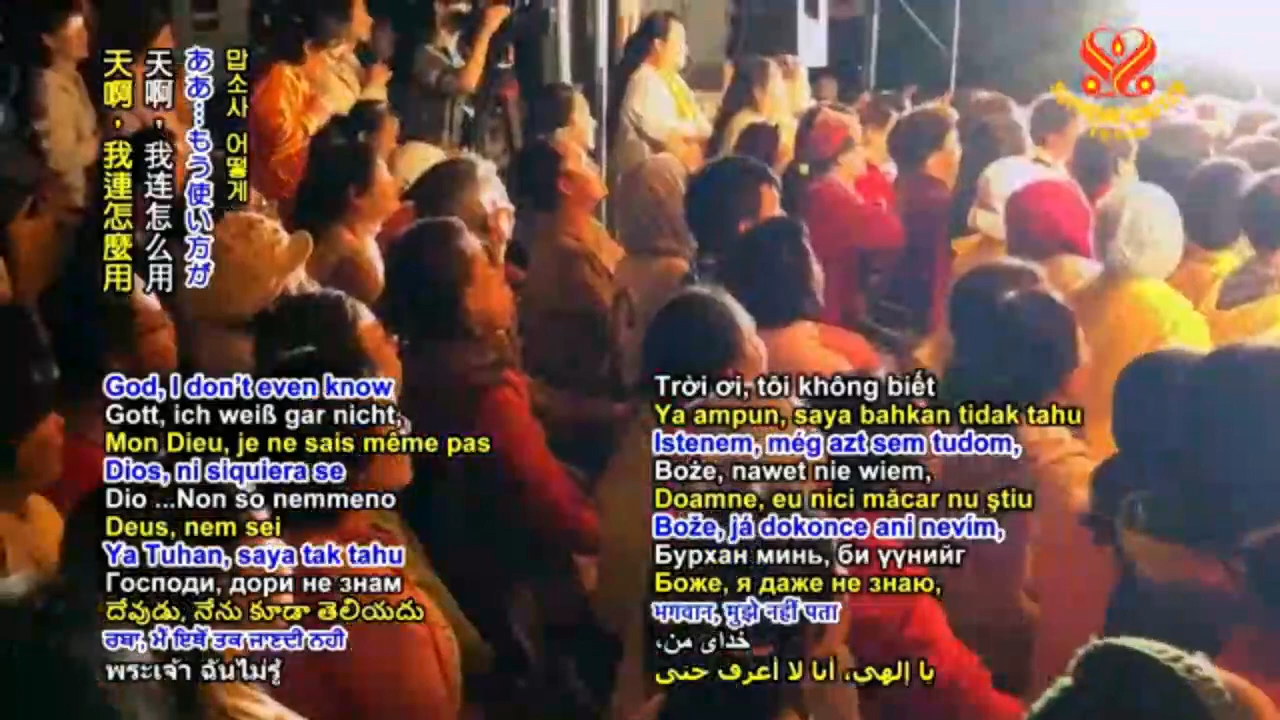 天啊，我連怎麼用
天啊，我连怎么用
ああ…もう使い方が
맙소사 어떻게
God, I don't even know
Gott, ich weiß gar nicht,
Mon Dieu, je ne sais même pas
Dios, ni siquiera se
Dio ...Non so nemmeno
Deus, nem sei
Ya Tuhan, saya tak tahu
Господи, дори не знам
దేవుడు, నేను కూడా తెలియదు
ਰਬਾ, ਮੈਂ ਇਥੋਂ ਤਕ ਜਾਣਦੀ ਨਹੀ
พระเจ้า ฉันไม่รู้
Trời ơi, tôi không biết
Ya ampun, saya bahkan tidak tahu
Istenem, még azt sem tudom,
Boże, nawet nie wiem,
Doamne, eu nici măcar nu ştiu
Bože, já dokonce ani nevím,
Бурхан минь, би үүнийг
Боже, я даже не знаю,
भगवान, मुझे नहीं पता
خدای من،
يا إلهي، أنا لا أعرف حتى